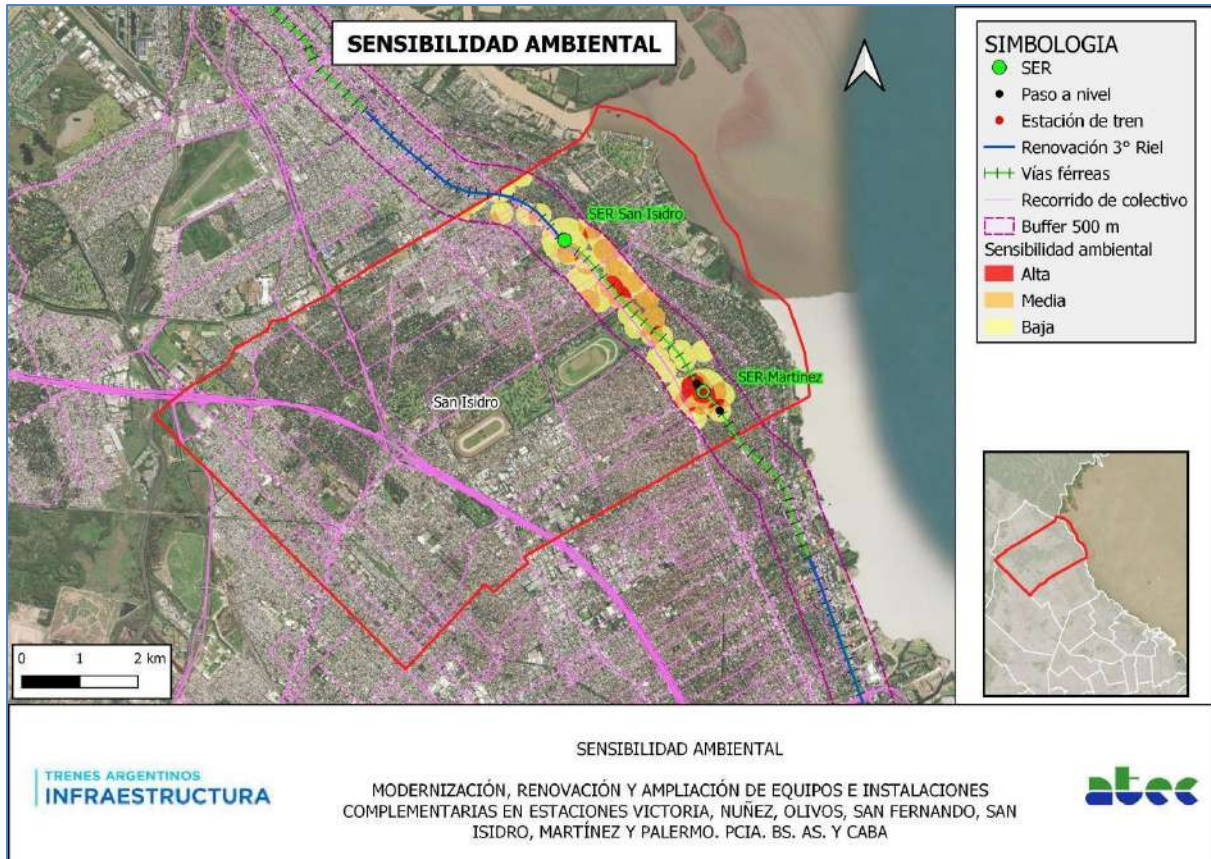 SENSIBILIDAD AMBIENTAL
SIMBOLOGIA
SER
Paso a nivel
Estación de tren
Renovación 3° Riel
Vías férreas
Recorrido de colectivo
Buffer 500 m
Sensibilidad ambiental
Alta
Media
Baja
SER San Isidro
SER Martínez
San Isidro
0 1 2 km
SENSIBILIDAD AMBIENTAL
TRENES ARGENTINOS
INFRAESTRUCTURA
MODERNIZACIÓN, RENOVACIÓN Y AMPLIACIÓN DE EQUIPOS E INSTALACIONES
COMPLEMENTARIAS EN ESTACIONES VICTORIA, NUÑEZ, OLIVOS, SAN FERNANDO, SAN
ISIDRO, MARTÍNEZ Y PALERMO. PCIA. BS. AS. Y CABA
atec